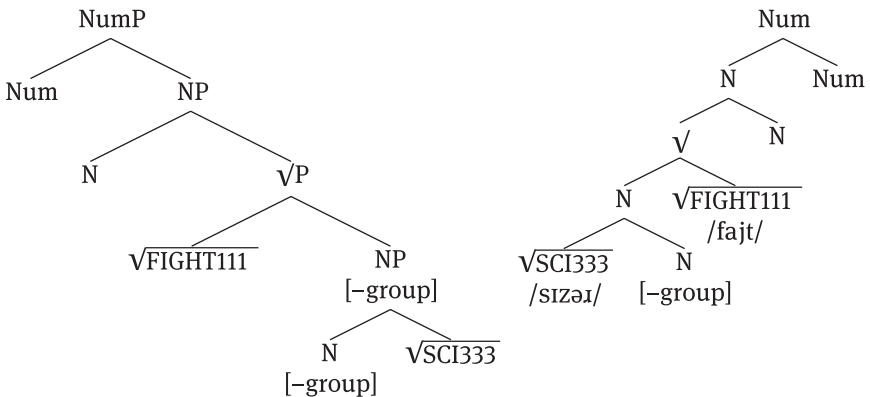 NumP
Num NP
N √P
√FIGHT111 NP
[–group]
N √SCI333
[–group]
Num
N Num
√ N
N √FIGHT111
/fajt/
√SCI333 N
/sɪzəɹ/ [–group]